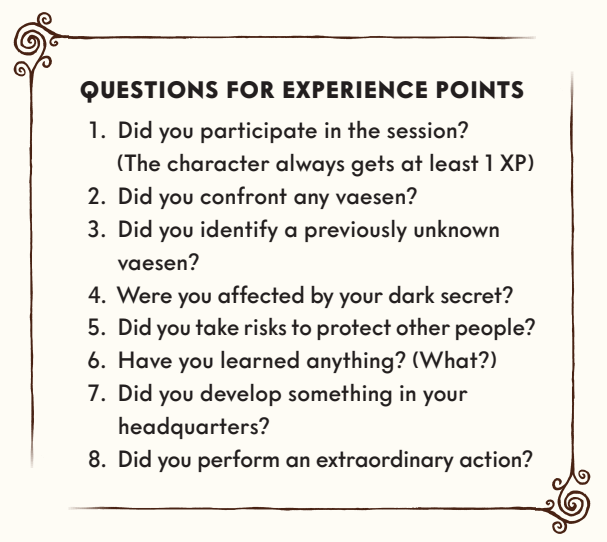 QUESTIONS FOR EXPERIENCE POINTS
1. Did you participate in the session?
(The character always gets at least 1 XP)
2. Did you confront any vaesen?
3. Did you identify a previously unknown
vaesen?
4. Were you affected by your dark secret?
5. Did you take risks to protect other people?
6. Have you learned anything? (What?)
7. Did you develop something in your
headquarters?
8. Did you perform an extraordinary action?